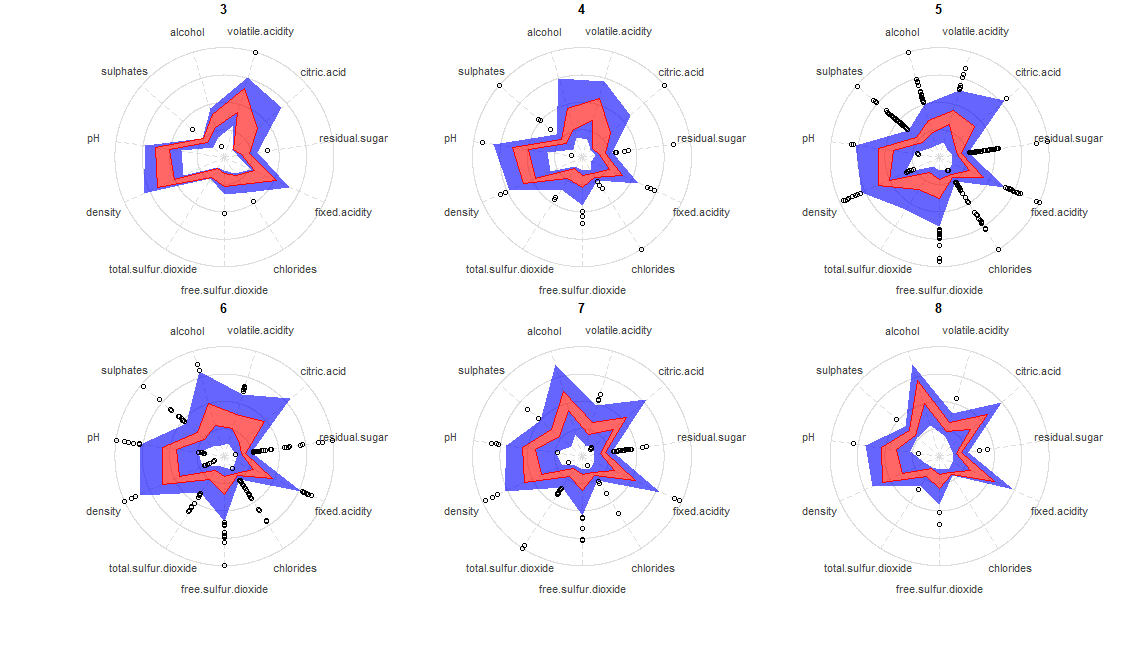 3
alcohol volatile.acidity
sulphates citric.acid
pH residual.sugar
density fixed.acidity
total.sulfur.dioxide chlorides
free.sulfur.dioxide
4
alcohol volatile.acidity
sulphates citric.acid
pH residual.sugar
density fixed.acidity
total.sulfur.dioxide chlorides
free.sulfur.dioxide
5
alcohol volatile.acidity
sulphates citric.acid
pH residual.sugar
density fixed.acidity
total.sulfur.dioxide chlorides
free.sulfur.dioxide
6
alcohol volatile.acidity
sulphates citric.acid
pH residual.sugar
density fixed.acidity
total.sulfur.dioxide chlorides
free.sulfur.dioxide
7
alcohol volatile.acidity
sulphates citric.acid
pH residual.sugar
density fixed.acidity
total.sulfur.dioxide chlorides
free.sulfur.dioxide
8
alcohol volatile.acidity
sulphates citric.acid
pH residual.sugar
density fixed.acidity
total.sulfur.dioxide chlorides
free.sulfur.dioxide